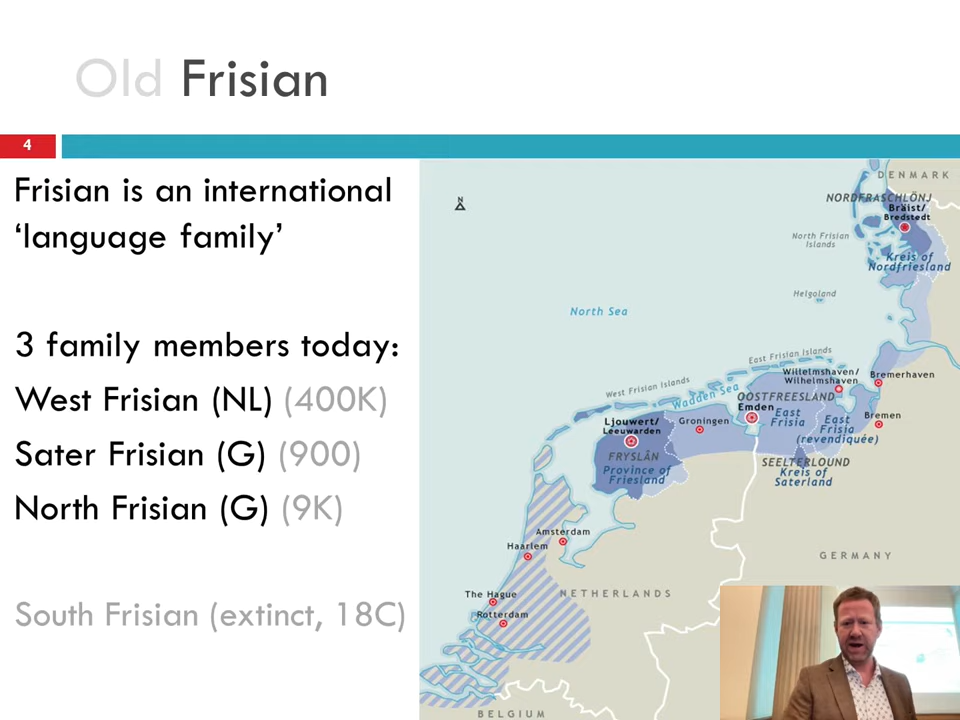 Old Frisian
4
Frisian is an international
‘language family’
3 family members today:
West Frisian (NL) (400K)
Sater Frisian (G) (900)
North Frisian (G) (9K)
South Frisian (extinct, 18C)
N
DENMARK
NORDFRASCHLÖNJ
Bräist/
Bredstedt
North Frisian
Islands
Kreis of
Nordfriesland
Helgoland
North Sea
East Frisian Islands
West Frisian Islands
Wadden Sea
Wiltelmshaven/
Wilhelmshaven
Bremerhaven
OOSTFREESLAND
Emden
East
Frisia
Bremen
East
Frisia
(revendiquée)
Ljouwert/
Leeuwarden
Groningen
FRYSLÂN
Province of
Friesland
SEELTERLOUND
Kreis of
Saterland
Amsterdam
Haarlem
GERMANY
The Hague
NETHERLANDS
Rotterdam
BELGIUM